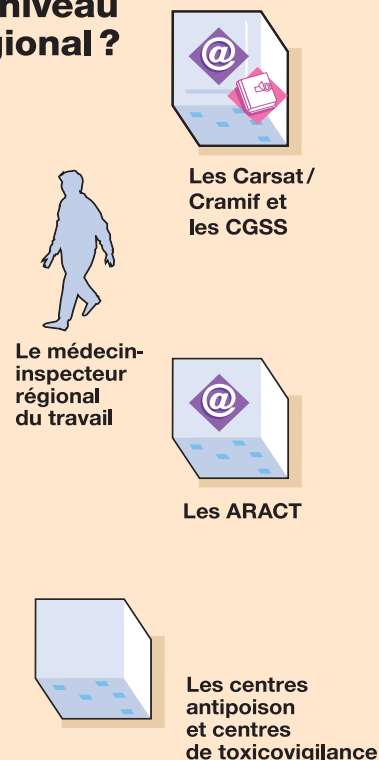 niveau
gional ?
@
Les Carsat /
Cramif et
les CGSS
Le médecin-
inspecteur
régional
du travail
@
Les ARACT
Les centres
antipoison
et centres
de toxicovigilance